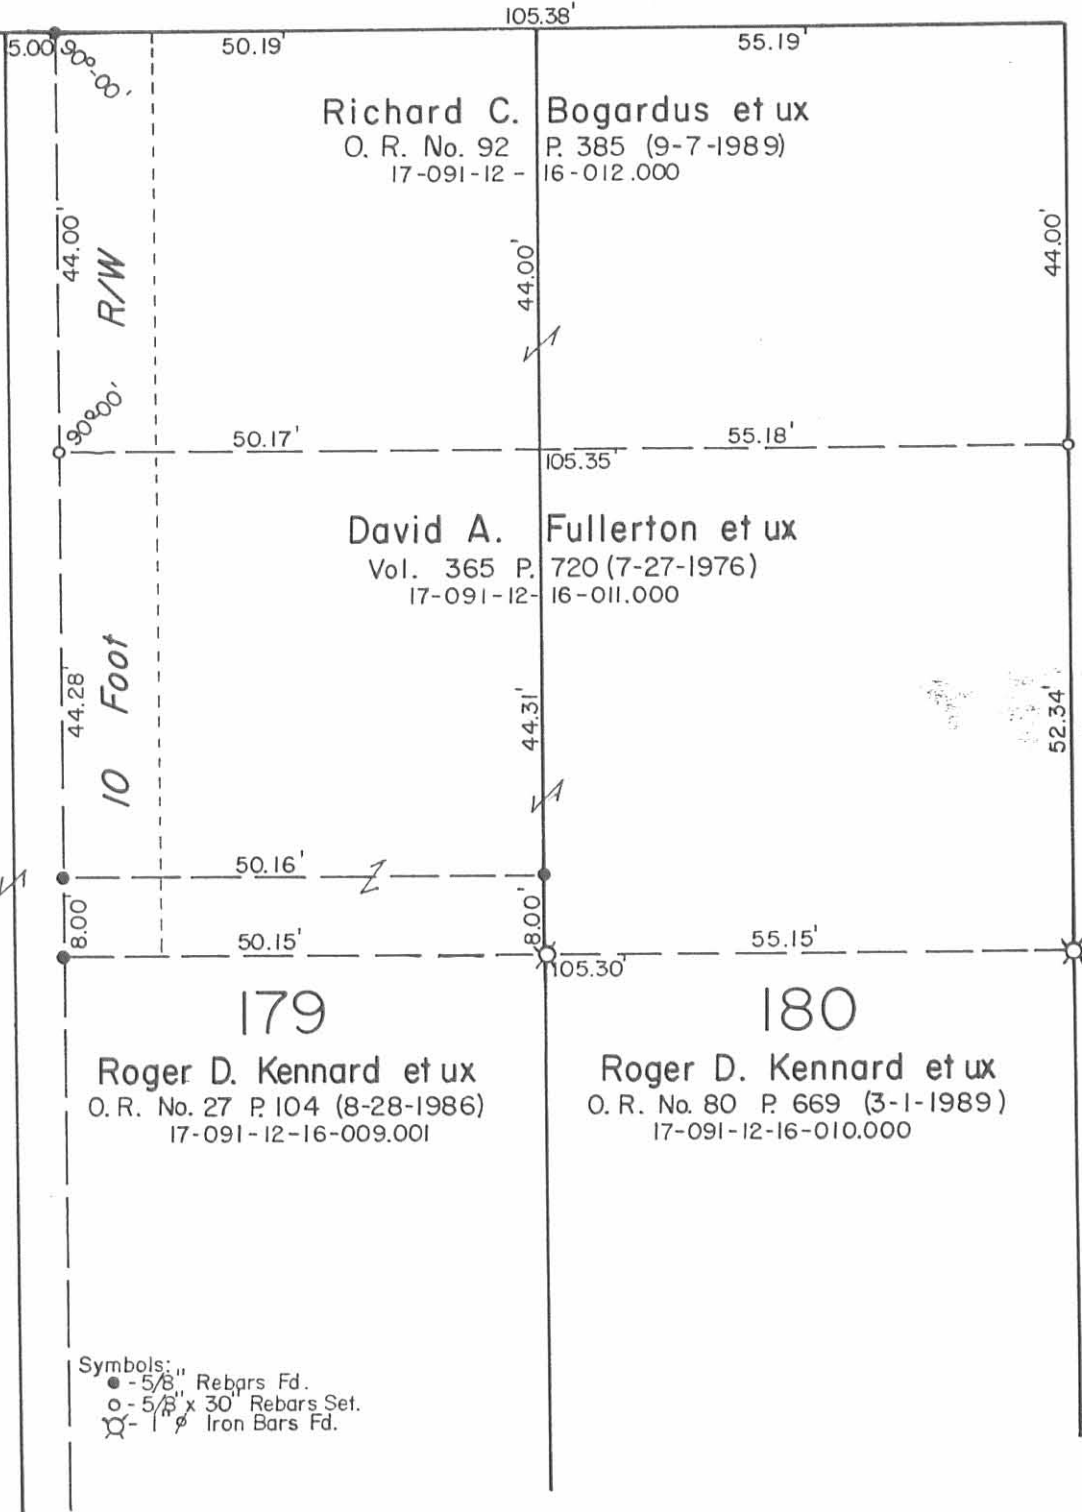 105.38'
5.00' 90°-00' 50.19' 55.19'
Richard C. Bogardus et ux
O. R. No. 92 P. 385 (9-7-1989)
17-091-12-16-012.000
44.00' R/W 44.00' 44.00'
90°00' 50.17' 55.18'
105.35'
David A. Fullerton et ux
Vol. 365 P. 720 (7-27-1976)
17-091-12-16-011.000
44.28' 10 Foot 44.31' 52.34'
50.16'
8.00' 8.00'
50.15' 55.15'
105.30'
179
Roger D. Kennard et ux
O. R. No. 27 P. 104 (8-28-1986)
17-091-12-16-009.001
180
Roger D. Kennard et ux
O. R. No. 80 P. 669 (3-1-1989)
17-091-12-16-010.000
Symbols:
● - 5/8" Rebars Fd.
o - 5/8" x 30" Rebars Set.
- 1"ø Iron Bars Fd.